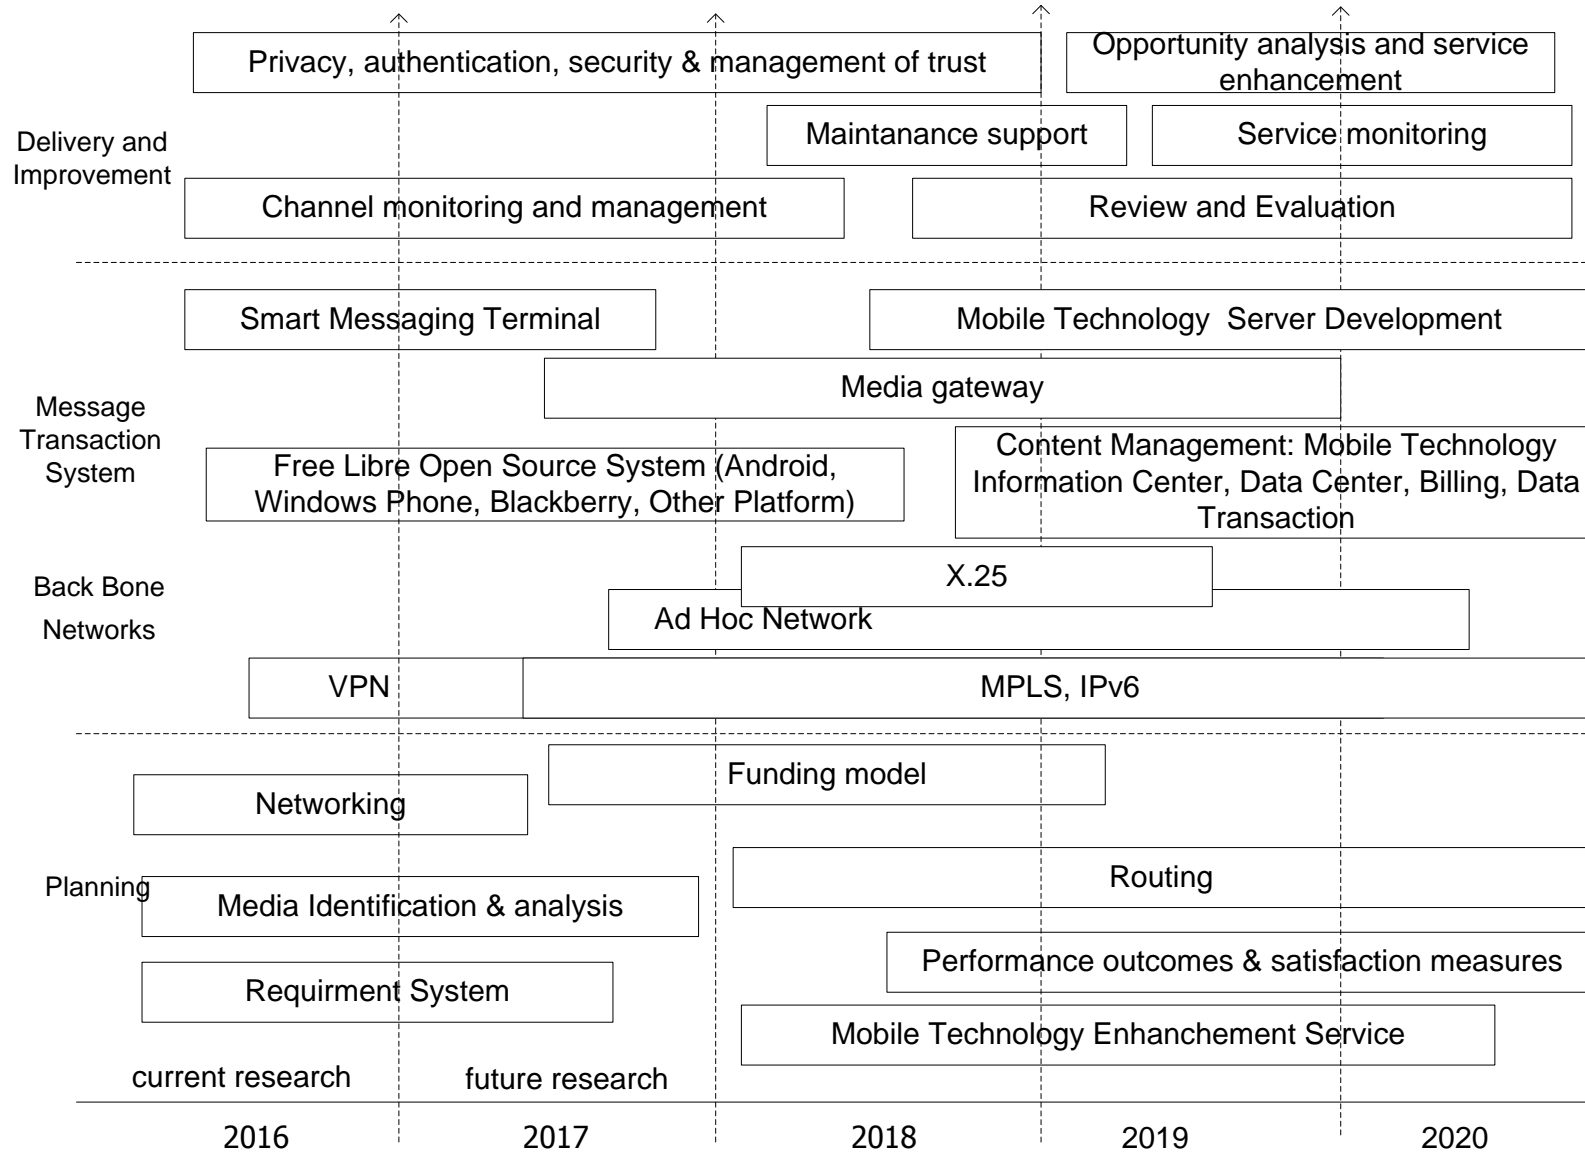 Privacy, authentication, security & management of trust
Opportunity analysis and service
enhancement
Delivery and
Improvement
Maintanance support
Service monitoring
Channel monitoring and management
Review and Evaluation
Smart Messaging Terminal
Mobile Technology  Server Development
Media gateway
Message
Transaction
System
Free Libre Open Source System (Android,
Windows Phone, Blackberry, Other Platform)
Content Management: Mobile Technology
Information Center, Data Center, Billing, Data
Transaction
Back Bone
Networks
X.25
Ad Hoc Network
VPN
MPLS, IPv6
Funding model
Networking
Planning
Media Identification & analysis
Routing
Requirment System
Performance outcomes & satisfaction measures
Mobile Technology Enhanchement Service
current research
future research
2016
2017
2018
2019
2020